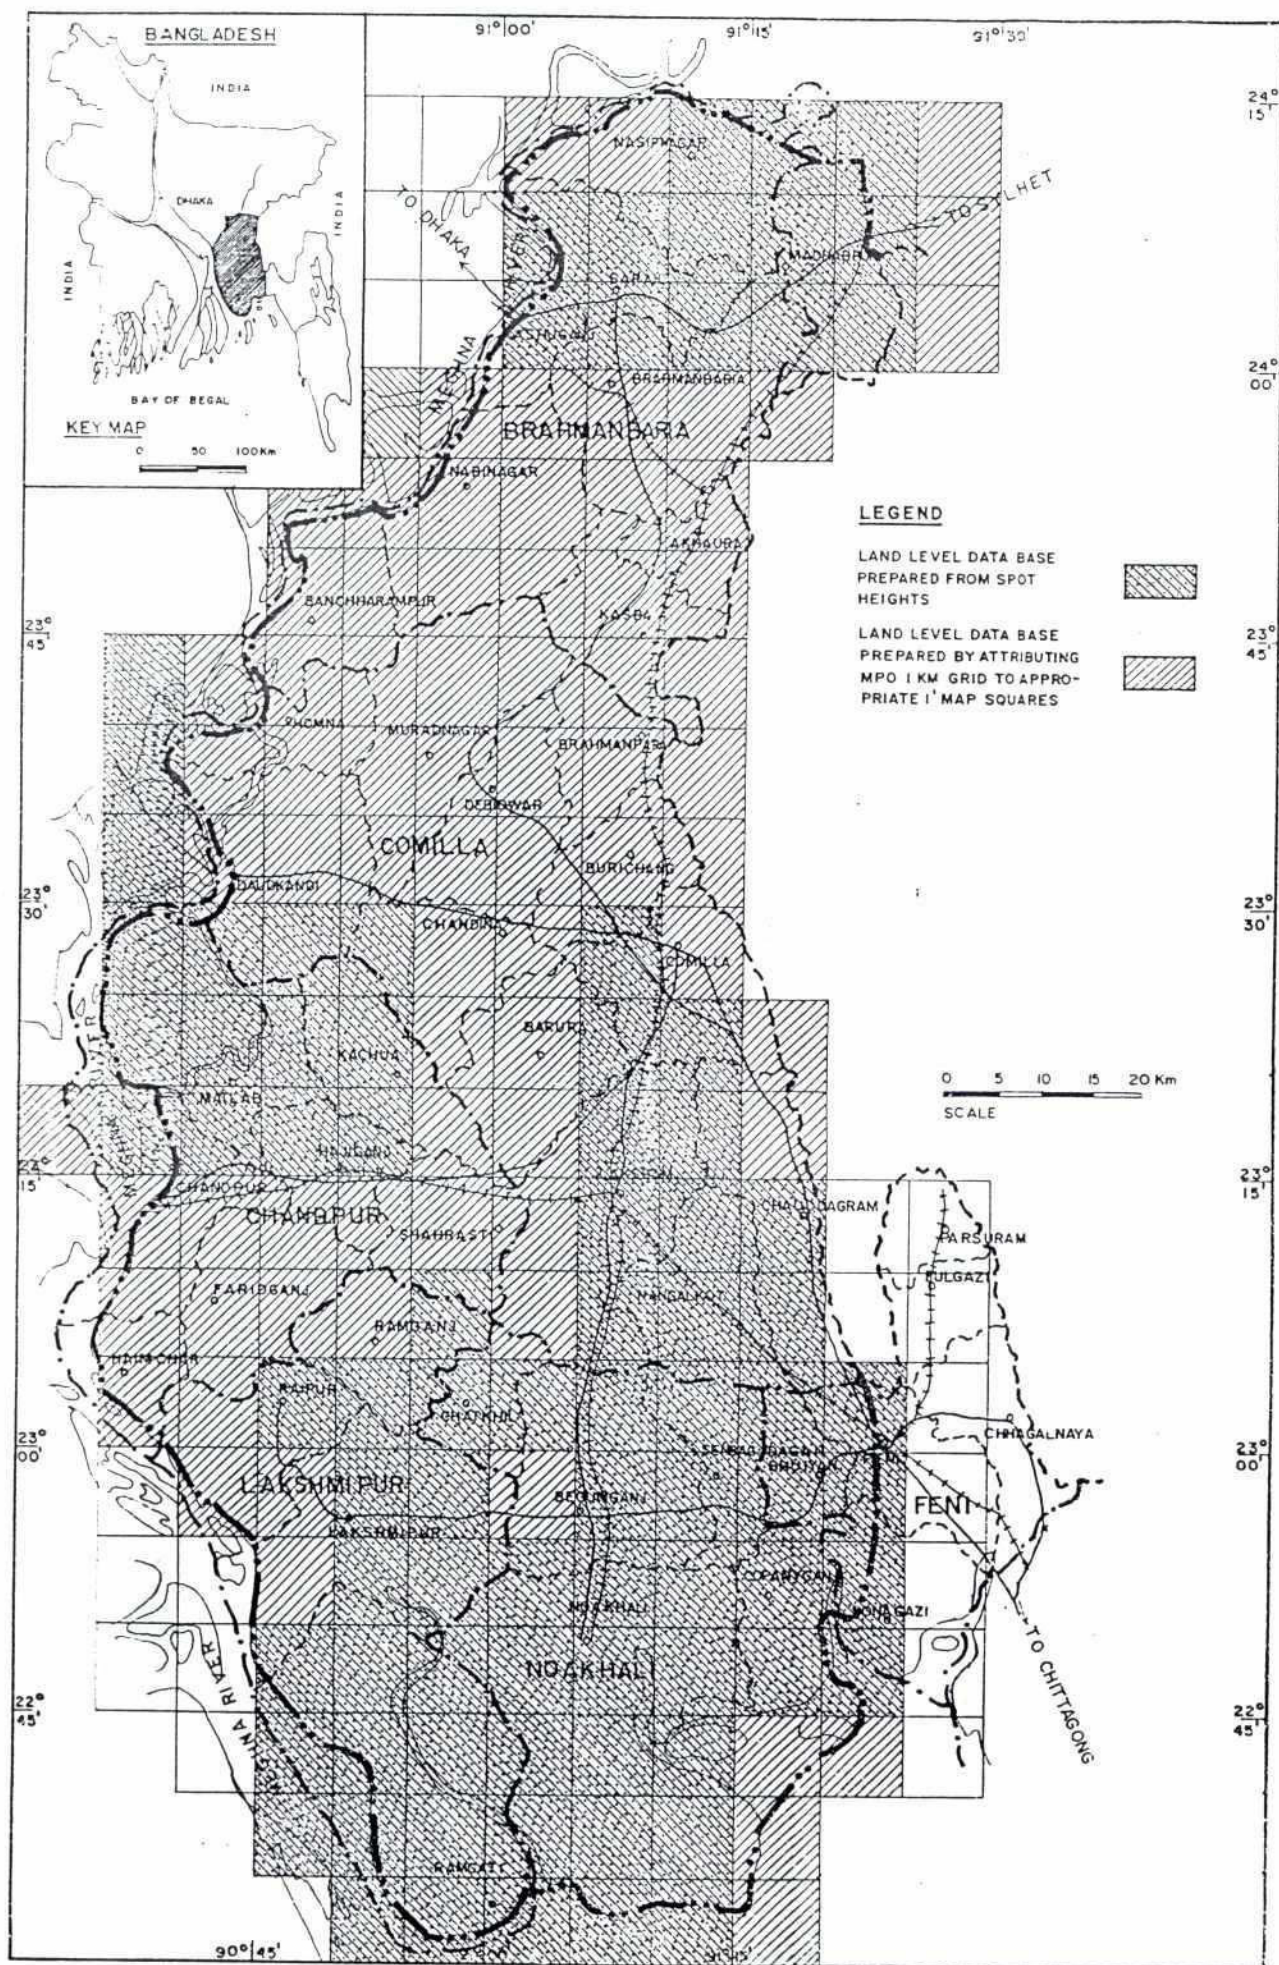 BANGLADESH
INDIA
DHAKA
INDIA
INDIA
BAY OF BEGAL
KEY MAP
0 50 100Km
91° 00'
91° 15'
91° 30'
24° 15'
NASIRNAGAR
TO DHAKA
MADHABPUR
BRAHMANBARIA
24° 00'
MEGHNA
BRAHMANBARIA
NABINAGAR
AKHAURA
LEGEND
LAND LEVEL DATA BASE
PREPARED FROM SPOT
HEIGHTS
LAND LEVEL DATA BASE
PREPARED BY ATTRIBUTING
MPO 1 KM GRID TO APPRO-
PRIATE 1' MAP SQUARES
BANCHHARAMPUR
KASBA
23° 45'
23° 45'
HOMNA
MURADNAGAR
BRAHMANPARA
DEBIDWAR
COMILLA
BURICHANG
DAUDKANDI
23° 30'
23° 30'
CHANDINA
COMILLA
BARURA
KACHUA
MATLAB
RIVER
0 5 10 15 20 Km
SCALE
HAJIGANJ
CHANDPUR
CHANDPUR
SHAHRASTI
CHAUDDAGRAM
23° 15'
PARSURAM
FULGAZI
FARIDGANJ
NANGALKOT
RAMGANJ
HAIMCHAR
RAIPUR
CHATKHIL
CHHAGALNAYA
23° 00'
23° 00'
LAKSHMIPUR
BEGUMGANJ
FENI
LAKSHMIPUR
NOAKHALI
SONAGAZI
NOAKHALI
MEGHNA RIVER
TO CHITTAGONG
22° 45'
22° 45'
RAMGATI
90° 45'
91° 15'